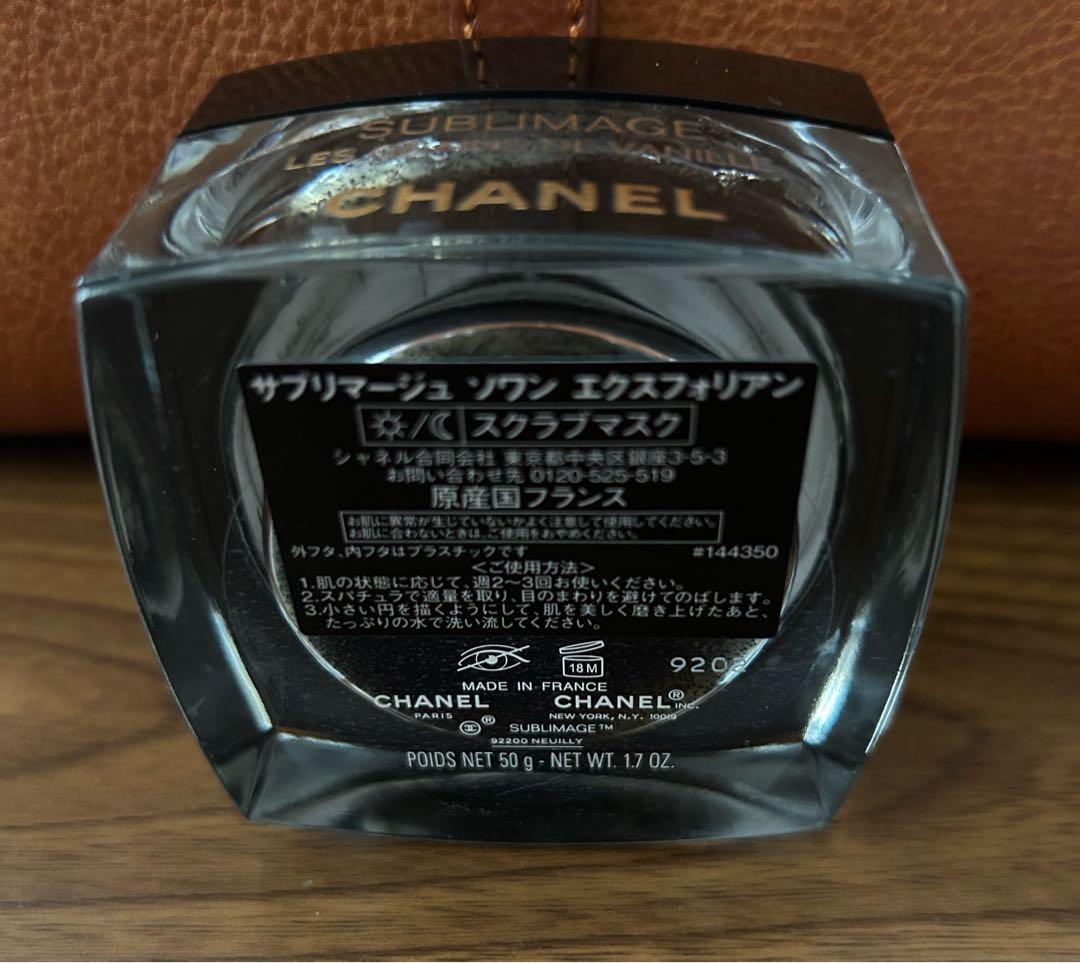 SUBLIMAGE
LES GRAINS DE VANILLE
CHANEL
サブリマージュ ソワン エクスフォリアン
スクラブマスク
シャネル合同会社 東京都中央区銀座3-5-3
お問い合わせ先 0120-525-519
原産国フランス
お肌に異常が生じていないかよく注意して使用してください。
お肌に合わないときは、ご使用をおやめください。
外フタ、内フタはプラスチックです #144350
<ご使用方法>
1.肌の状態に応じて、週2〜3回お使いください。
2.スパチュラで適量を取り、目のまわりを避けてのばします。
3.小さい円を描くようにして、肌を美しく磨き上げたあと、
たっぷりの水で洗い流してください。
18 M
MADE IN FRANCE
CHANEL CHANEL® INC.
PARIS NEW YORK, N.Y. 10019
® SUBLIMAGE™
92200 NEUILLY
POIDS NET 50 g - NET WT. 1.7 OZ.